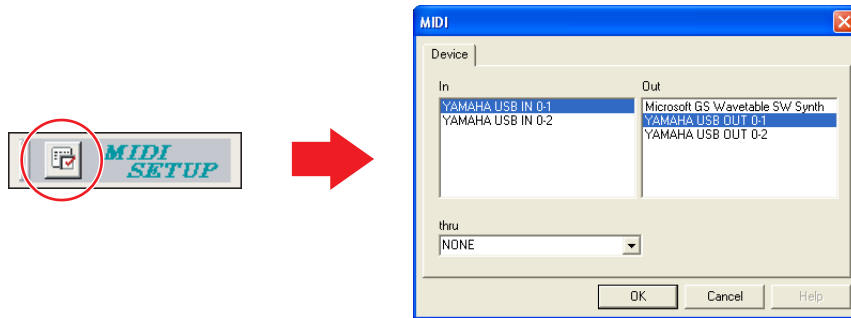 MIDI
SETUP
MIDI
Device
In
YAMAHA USB IN 0-1
YAMAHA USB IN 0-2
Out
Microsoft GS Wavetable SW Synth
YAMAHA USB OUT 0-1
YAMAHA USB OUT 0-2
thru
NONE
OK Cancel Help